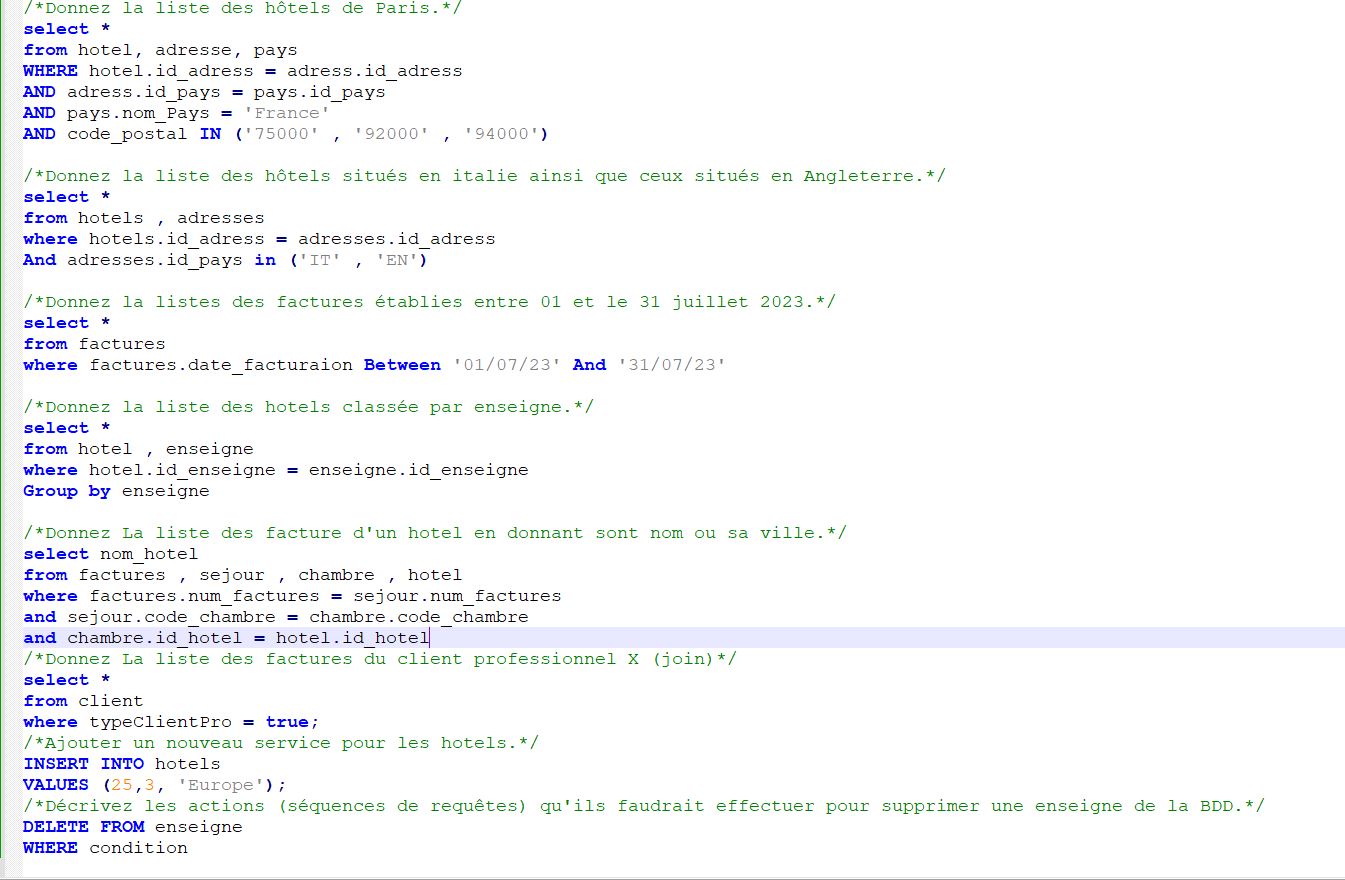 /*Donnez la liste des hôtels de Paris.*/
select *
from hotel, adresse, pays
WHERE hotel.id_adress = adress.id_adress
AND adress.id_pays = pays.id_pays
AND pays.nom_Pays = 'France'
AND code_postal IN ('75000' , '92000' , '94000')
/*Donnez la liste des hôtels situés en italie ainsi que ceux situés en Angleterre.*/
select *
from hotels , adresses
where hotels.id_adress = adresses.id_adress
And adresses.id_pays in ('IT' , 'EN')
/*Donnez la listes des factures établies entre 01 et le 31 juillet 2023.*/
select *
from factures
where factures.date_facturaion Between '01/07/23' And '31/07/23'
/*Donnez la liste des hotels classée par enseigne.*/
select *
from hotel , enseigne
where hotel.id_enseigne = enseigne.id_enseigne
Group by enseigne
/*Donnez La liste des facture d'un hotel en donnant sont nom ou sa ville.*/
select nom_hotel
from factures , sejour , chambre , hotel
where factures.num_factures = sejour.num_factures
and sejour.code_chambre = chambre.code_chambre
and chambre.id_hotel = hotel.id_hotel
/*Donnez La liste des factures du client professionnel X (join)*/
select *
from client
where typeClientPro = true;
/*Ajouter un nouveau service pour les hotels.*/
INSERT INTO hotels
VALUES (25,3, 'Europe');
/*Décrivez les actions (séquences de requêtes) qu'ils faudrait effectuer pour supprimer une enseigne de la BDD.*/
DELETE FROM enseigne
WHERE condition